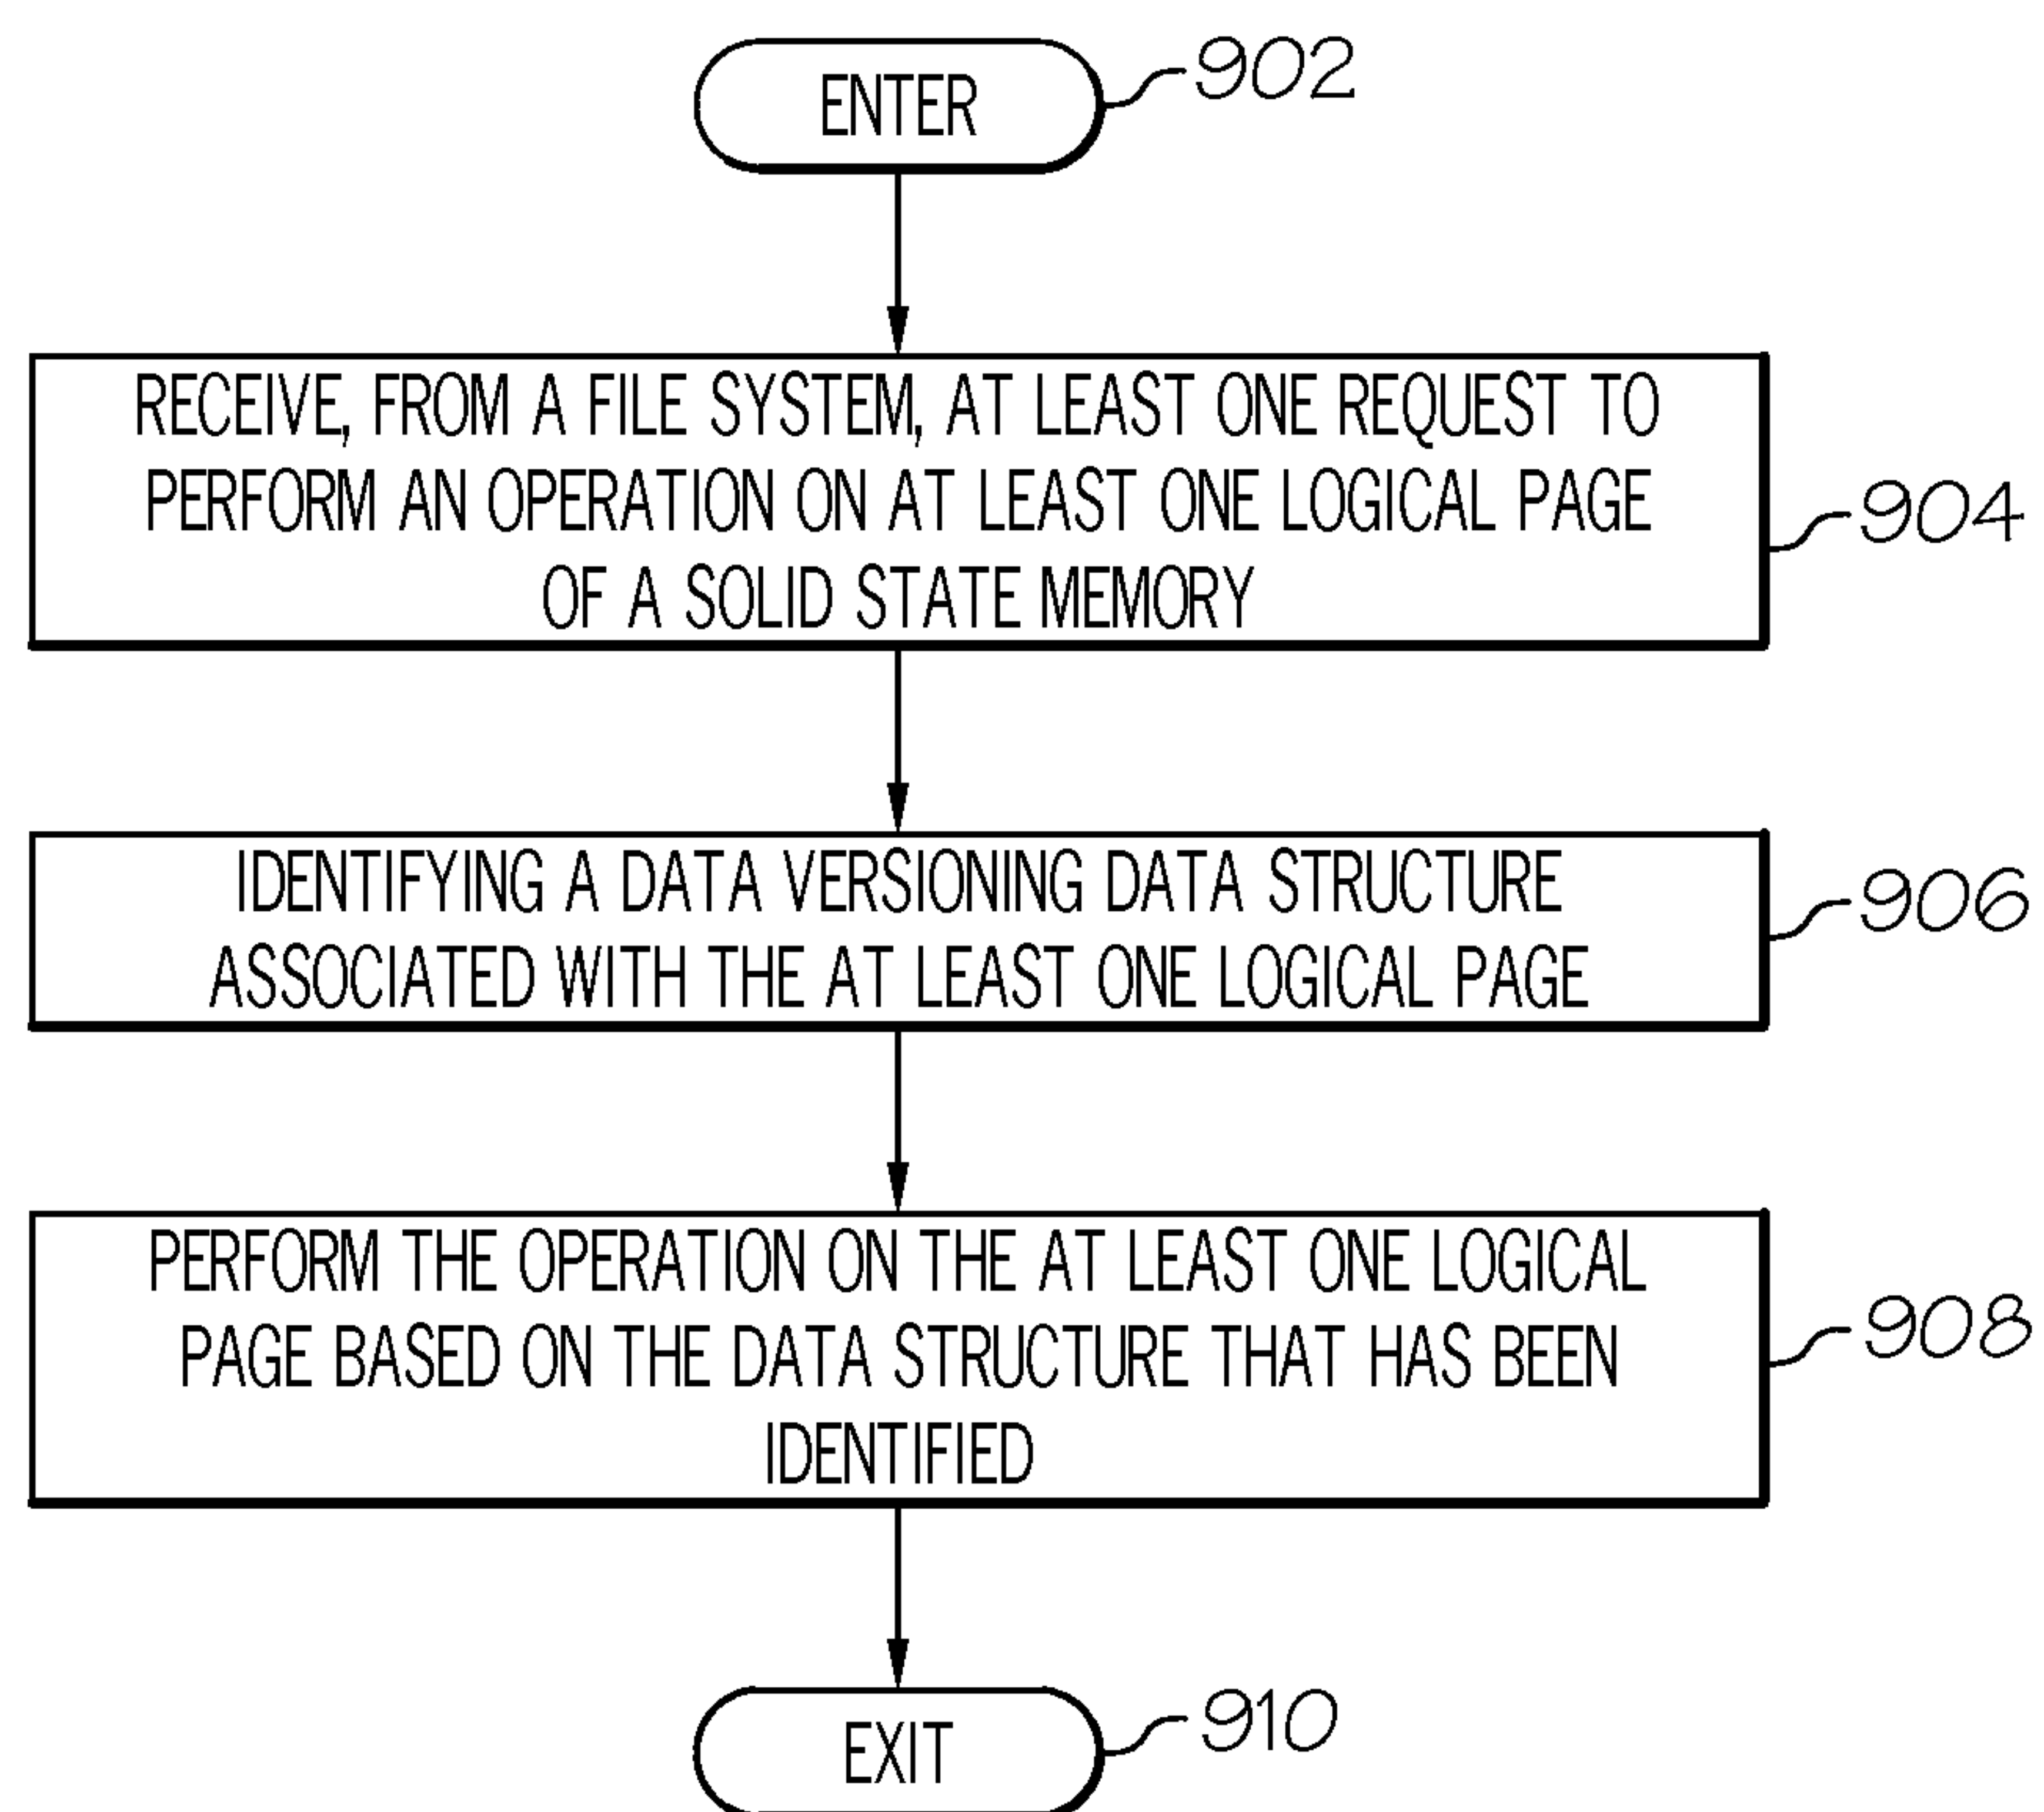 ENTER
902
RECEIVE, FROM A FILE SYSTEM, AT LEAST ONE REQUEST TO
PERFORM AN OPERATION ON AT LEAST ONE LOGICAL PAGE
OF A SOLID STATE MEMORY
904
IDENTIFYING A DATA VERSIONING DATA STRUCTURE
ASSOCIATED WITH THE AT LEAST ONE LOGICAL PAGE
906
PERFORM THE OPERATION ON THE AT LEAST ONE LOGICAL
PAGE BASED ON THE DATA STRUCTURE THAT HAS BEEN
IDENTIFIED
908
EXIT
910